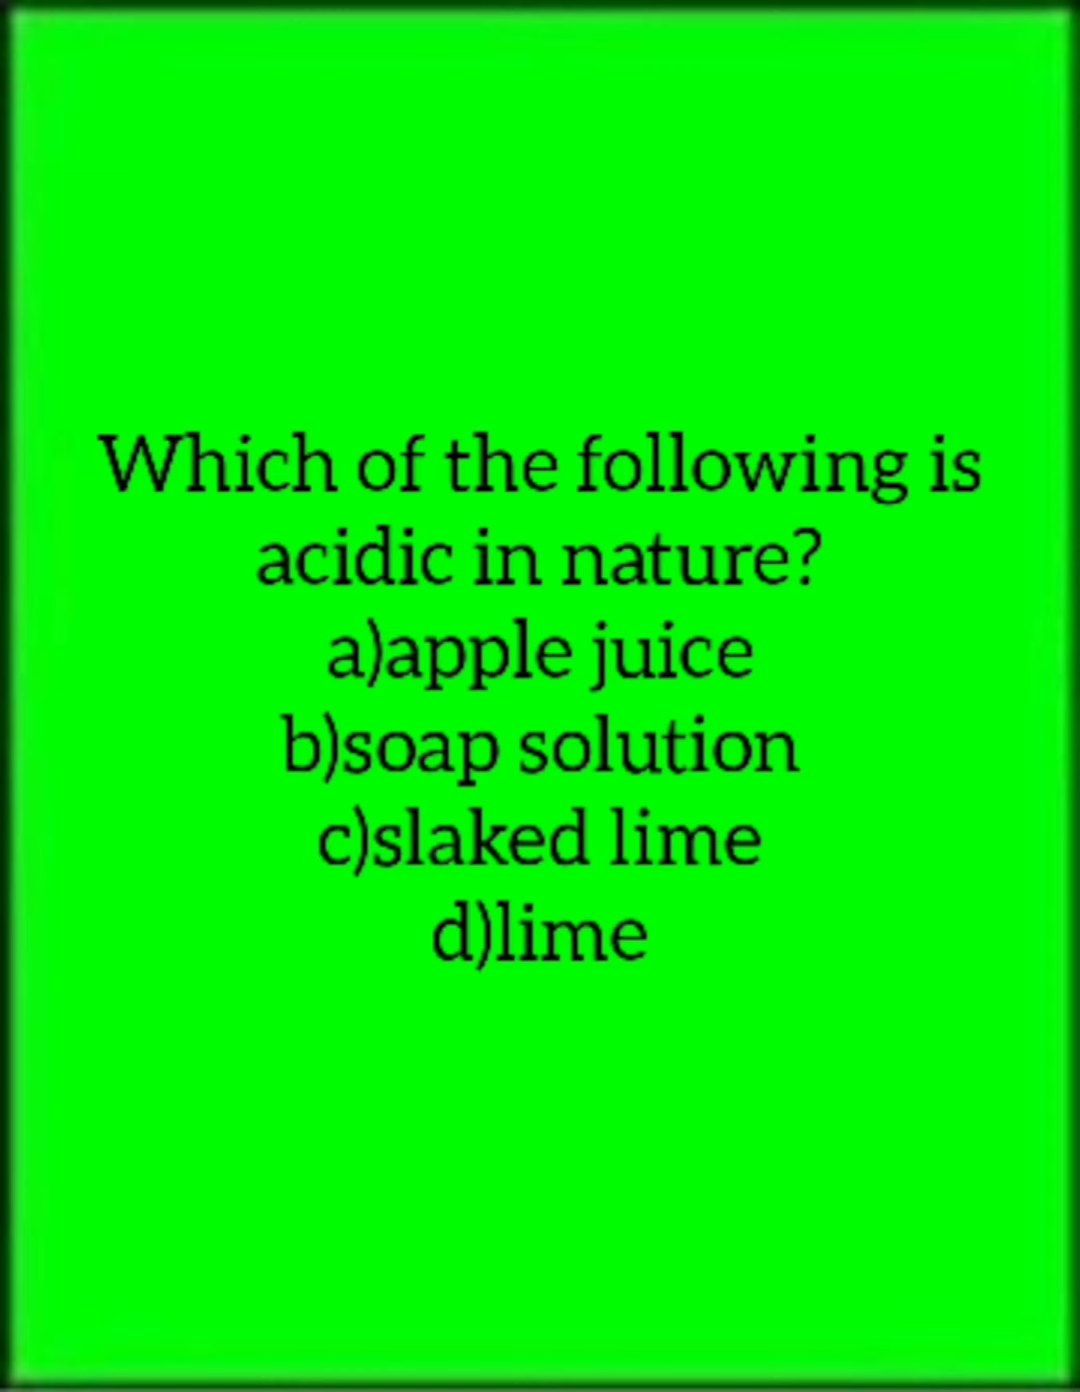 Which of the following is
acidic in nature?
a)apple juice
b)soap solution
c)slaked lime
d)lime